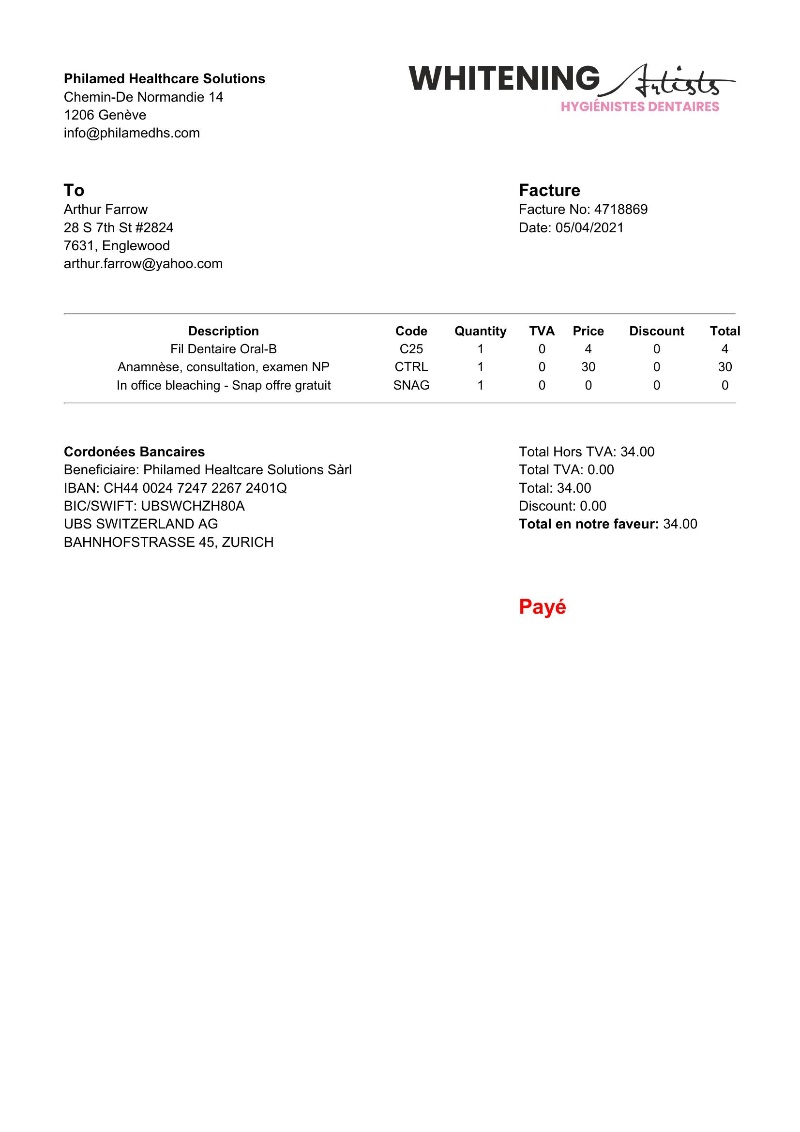 Philamed Healthcare Solutions
Chemin-De Normandie 14
1206 Genève
info@philamedhs.com
WHITENING Artists
HYGIÉNISTES DENTAIRES
To
Arthur Farrow
28 S 7th St #2824
7631, Englewood
arthur.farrow@yahoo.com
Facture
Facture No: 4718869
Date: 05/04/2021
Description Code Quantity TVA Price Discount Total
Fil Dentaire Oral-B C25 1 0 4 0 4
Anamnèse, consultation, examen NP CTRL 1 0 30 0 30
In office bleaching - Snap offre gratuit SNAG 1 0 0 0 0
Cordonées Bancaires
Beneficiaire: Philamed Healtcare Solutions Sàrl
IBAN: CH44 0024 7247 2267 2401Q
BIC/SWIFT: UBSWCHZH80A
UBS SWITZERLAND AG
BAHNHOFSTRASSE 45, ZURICH
Total Hors TVA: 34.00
Total TVA: 0.00
Total: 34.00
Discount: 0.00
Total en notre faveur: 34.00
Payé